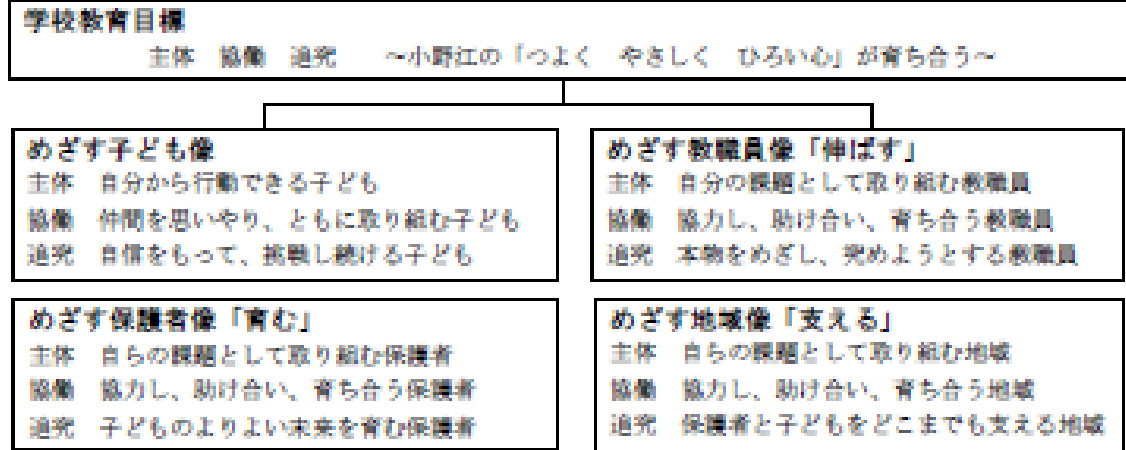 学校教育目標
主体 協働 追究 ～小野江の「つよく やさしく ひろい心」が育ち合う～
めざす子ども像
主体 自分から行動できる子ども
協働 仲間を思いやり、ともに取り組む子ども
追究 自信をもって、挑戦し続ける子ども
めざす教職員像「伸ばす」
主体 自分の課題として取り組む教職員
協働 協力し、助け合い、育ち合う教職員
追究 本物をめざし、究めようとする教職員
めざす保護者像「育む」
主体 自らの課題として取り組む保護者
協働 協力し、助け合い、育ち合う保護者
追究 子どものよりよい未来を育む保護者
めざす地域像「支える」
主体 自らの課題として取り組む地域
協働 協力し、助け合い、育ち合う地域
追究 保護者と子どもをどこまでも支える地域